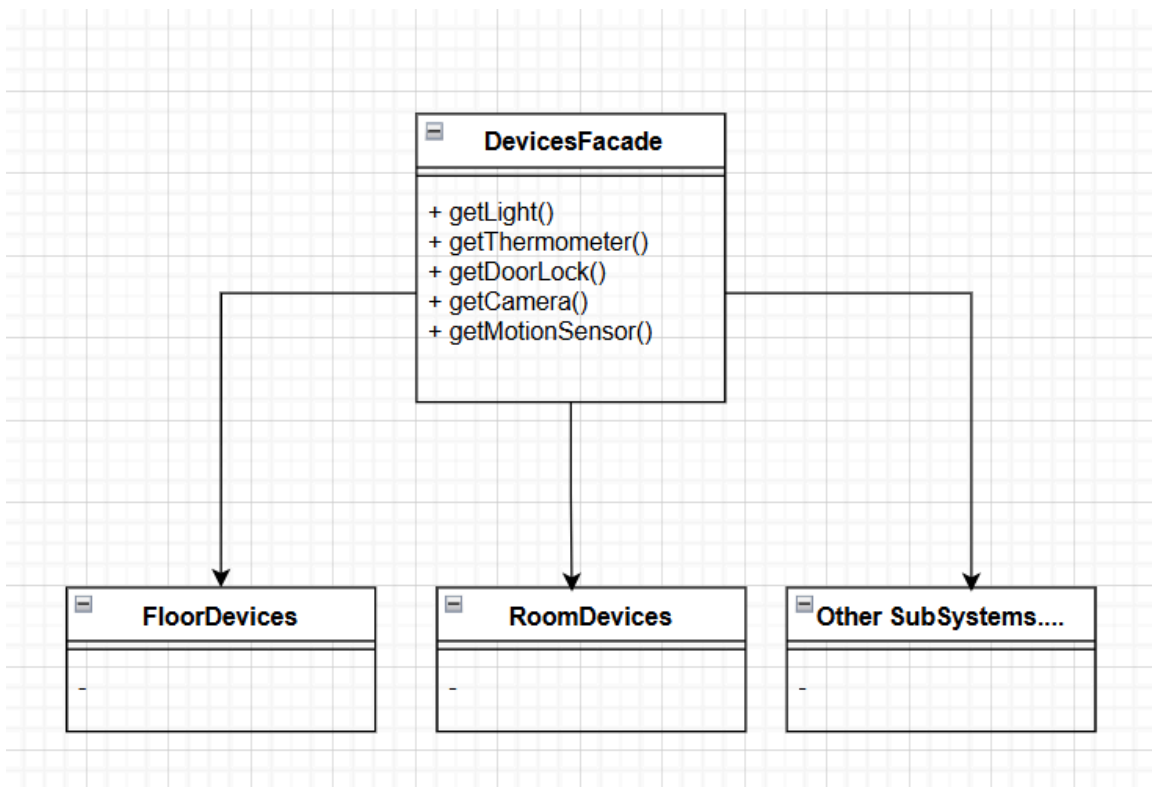 DevicesFacade
+ getLight()
+ getThermometer()
+ getDoorLock()
+ getCamera()
+ getMotionSensor()
FloorDevices
-
RoomDevices
-
Other SubSystems....
-